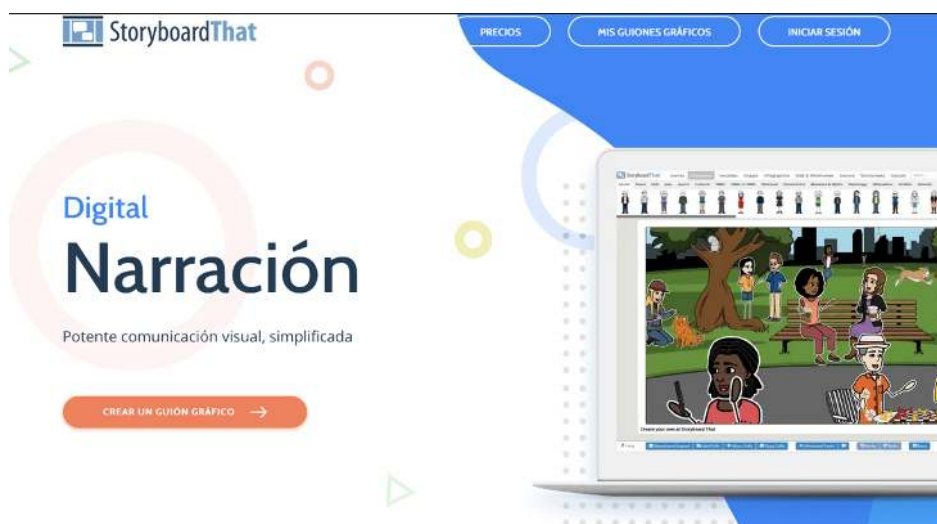 StoryboardThat
PRECIOS
MIS GUIONES GRÁFICOS
INICIAR SESIÓN
Digital
Narración
Potente comunicación visual, simplificada
CREAR UN GUIÓN GRÁFICO
StoryboardThat
Create your own at Storyboard That